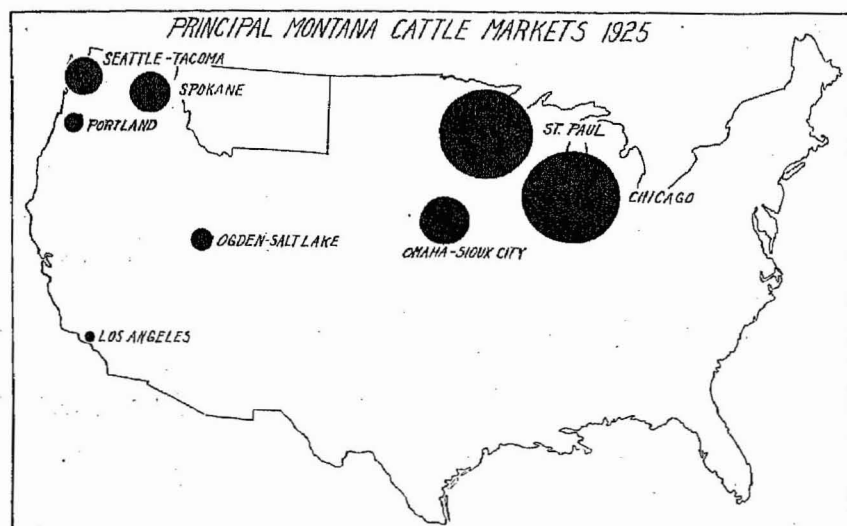 PRINCIPAL MONTANA CATTLE MARKETS 1925
SEATTLE-TACOMA
SPOKANE
PORTLAND
ST. PAUL
CHICAGO
OGDEN-SALT LAKE
OMAHA-SIOUX CITY
LOS ANGELES